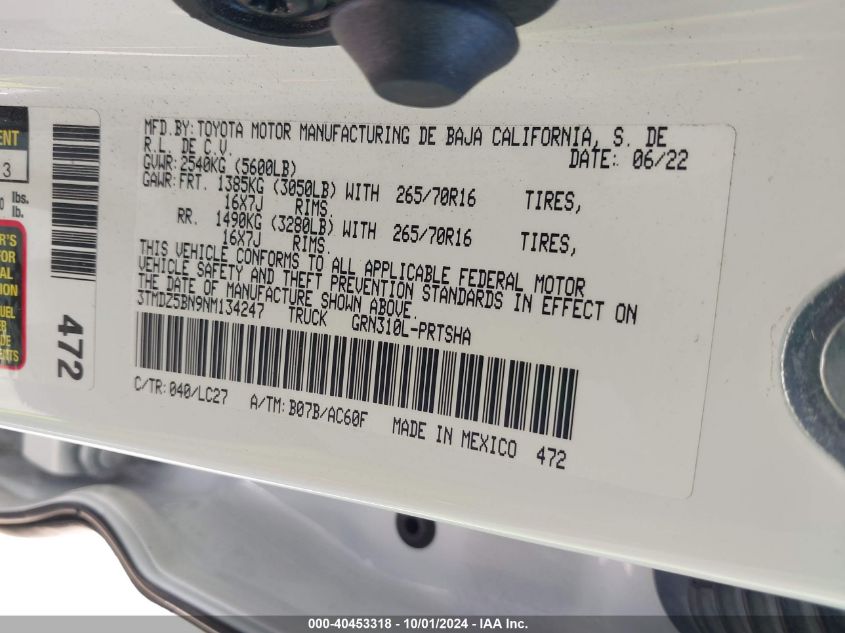 MFD.BY: TOYOTA MOTOR MANUFACTURING DE BAJA CALIFORNIA, S. DE
R.L. DE C.V.
DATE: 06/22
GVWR: 2540KG (5600LB)
GAWR: FRT. 1385KG (3050LB) WITH 265/70R16 TIRES,
16X7J RIMS.
RR. 1490KG (3280LB) WITH 265/70R16 TIRES,
16X7J RIMS.
THIS VEHICLE CONFORMS TO ALL APPLICABLE FEDERAL MOTOR
VEHICLE SAFETY AND THEFT PREVENTION STANDARDS IN EFFECT ON
THE DATE OF MANUFACTURE SHOWN ABOVE.
3TMDZ5BN9NM134247 TRUCK GRN310L-PRTSHA
C/TR: 040/LC27 A/TM: B07B/AC60F MADE IN MEXICO 472
472
3
lbs.
lb.
FOR
000-40453318 - 10/01/2024 - IAA Inc.